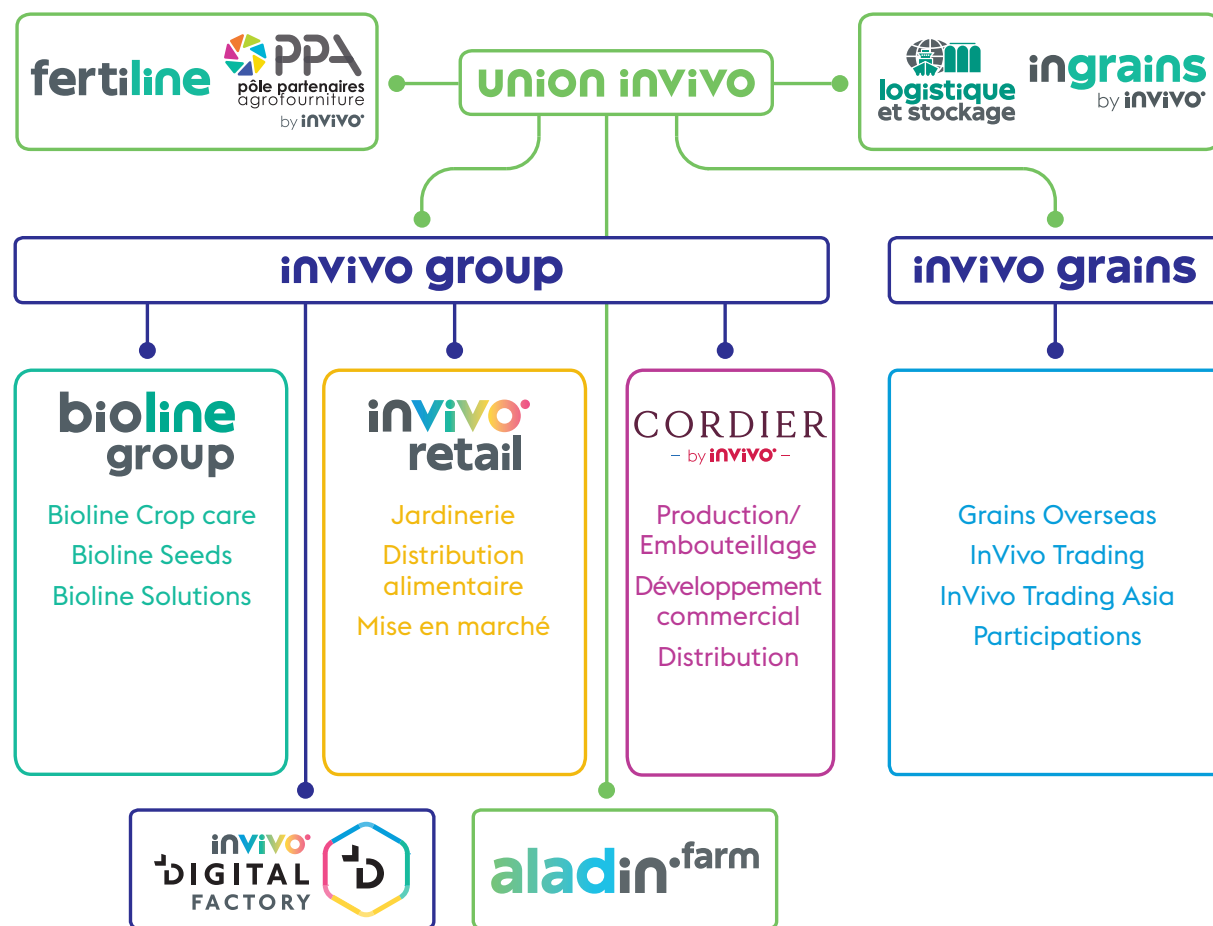 fertiline
PPA
pôle partenaires
agrofourniture
by invivo
union invivo
logistique
et stockage
ingrains
by invivo
invivo group
invivo grains
bioline
group
Bioline Crop care
Bioline Seeds
Bioline Solutions
invivo
retail
Jardinerie
Distribution
alimentaire
Mise en marché
CORDIER
– by invivo –
Production/
Embouteillage
Développement
commercial
Distribution
Grains Overseas
InVivo Trading
InVivo Trading Asia
Participations
invivo
DIGITAL
FACTORY
D
aladin.farm